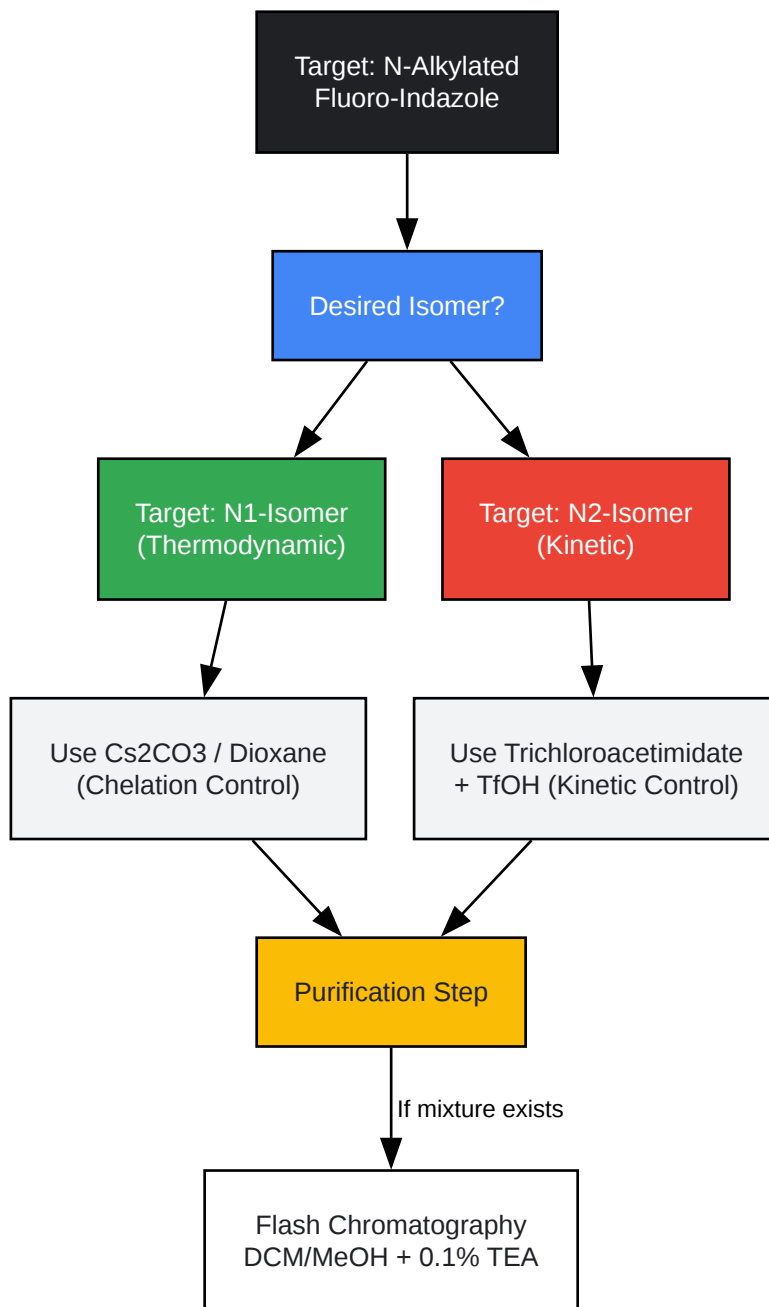 Target: N-Alkylated
Fluoro-Indazole
Desired Isomer?
Target: N1-Isomer
(Thermodynamic)
Target: N2-Isomer
(Kinetic)
Use Cs2CO3 / Dioxane
(Chelation Control)
Use Trichloroacetimidate
+ TfOH (Kinetic Control)
Purification Step
If mixture exists
Flash Chromatography
DCM/MeOH + 0.1% TEA